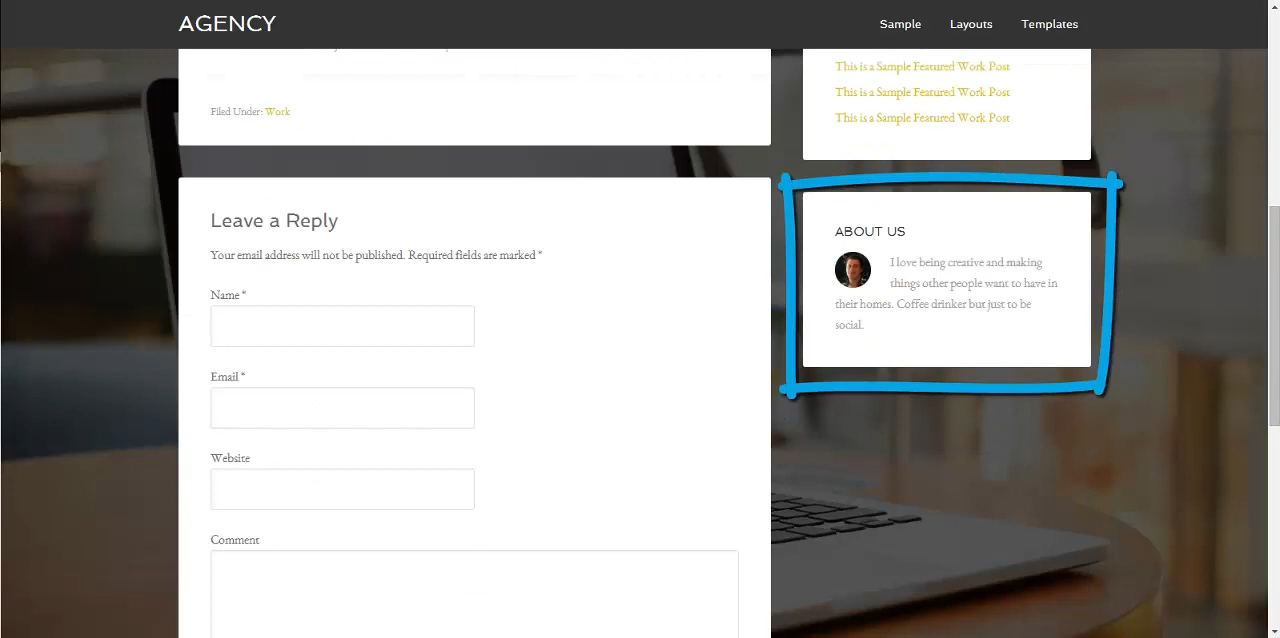 AGENCY
Sample
Layouts
Templates
Filed Under: Work
This is a Sample Featured Work Post
This is a Sample Featured Work Post
This is a Sample Featured Work Post
Leave a Reply
Your email address will not be published. Required fields are marked *
Name *
Email *
Website
Comment
ABOUT US
I love being creative and making
things other people want to have in
their homes. Coffee drinker but just to be
social.